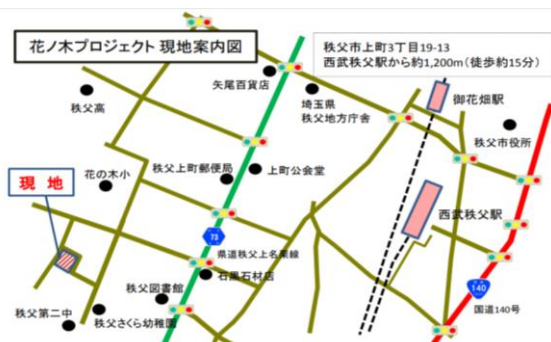 花ノ木プロジェクト 現地案内図
秩父市上町3丁目19-13
西武秩父駅から約1,200m(徒歩約15分)
矢尾百貨店
御花畑駅
秩父高
埼玉県
秩父地方庁舎
秩父市役所
花の木小
秩父上町郵便局
上町公会堂
現 地
西武秩父駅
73
県道秩父上名栗線
石黒石材店
140
国道140号
秩父図書館
秩父第二中
秩父さくら幼稚園